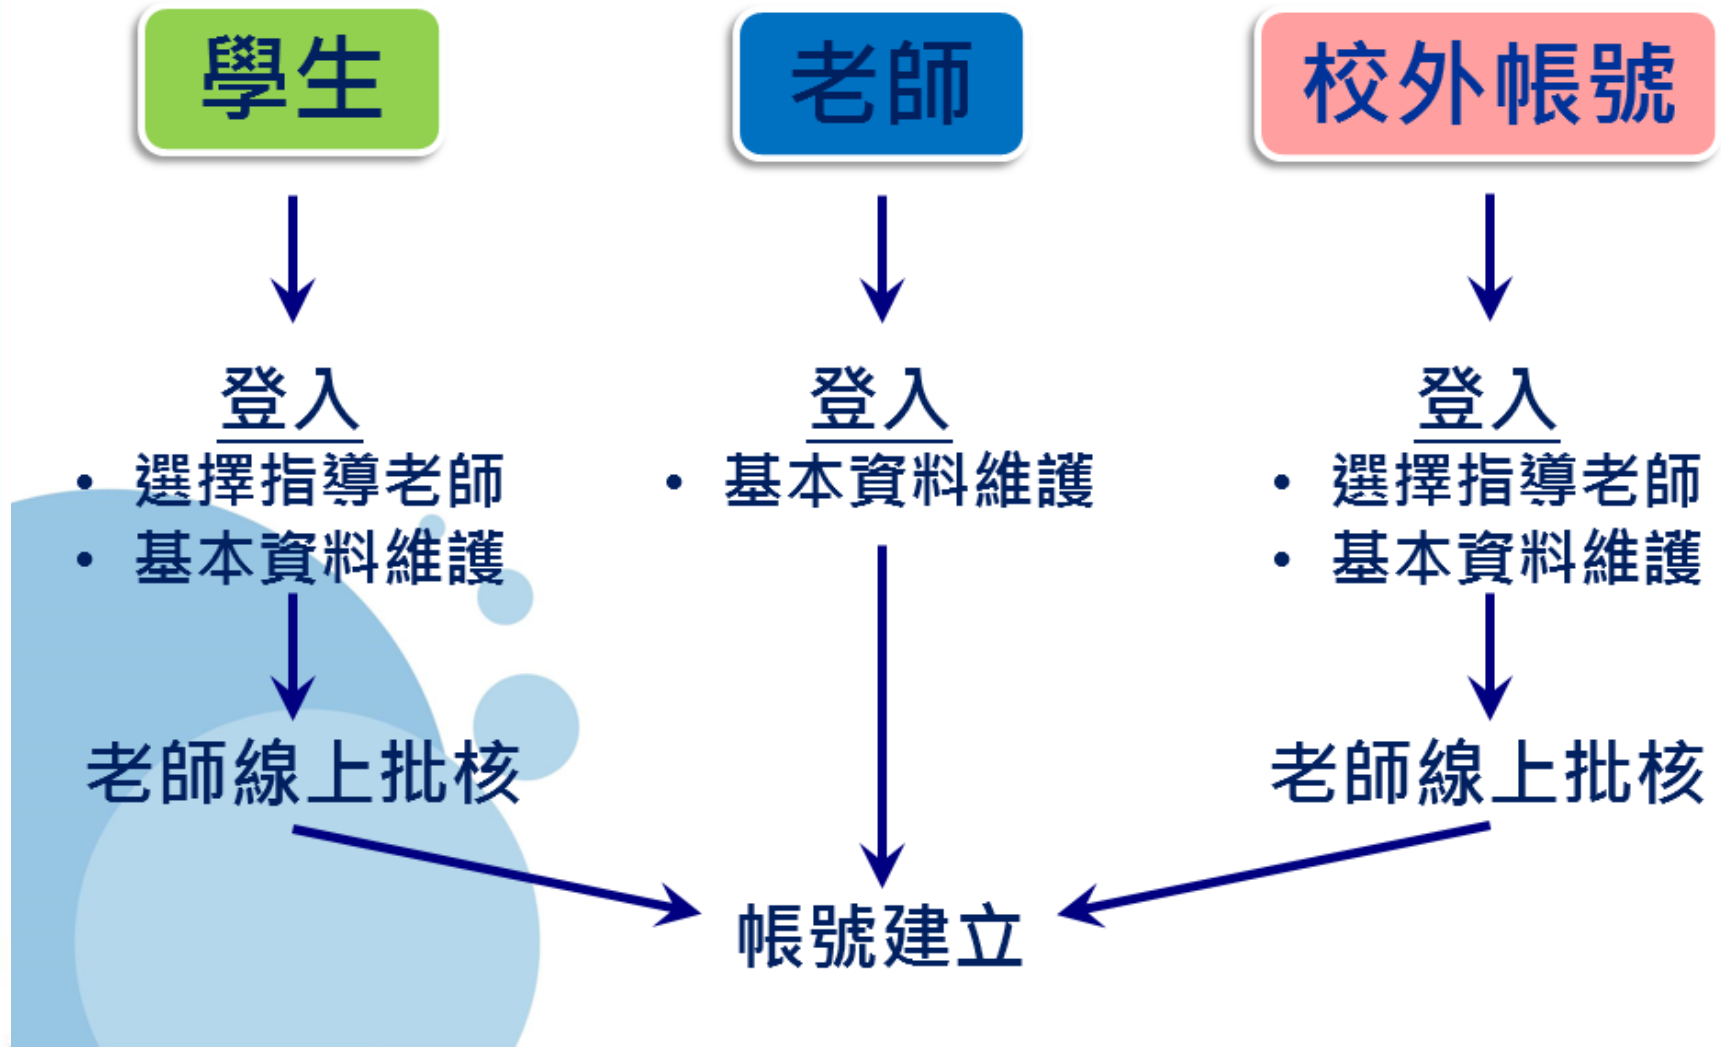 學生
老師
校外帳號
登入
• 選擇指導老師
• 基本資料維護
登入
• 基本資料維護
登入
• 選擇指導老師
• 基本資料維護
老師線上批核
老師線上批核
帳號建立